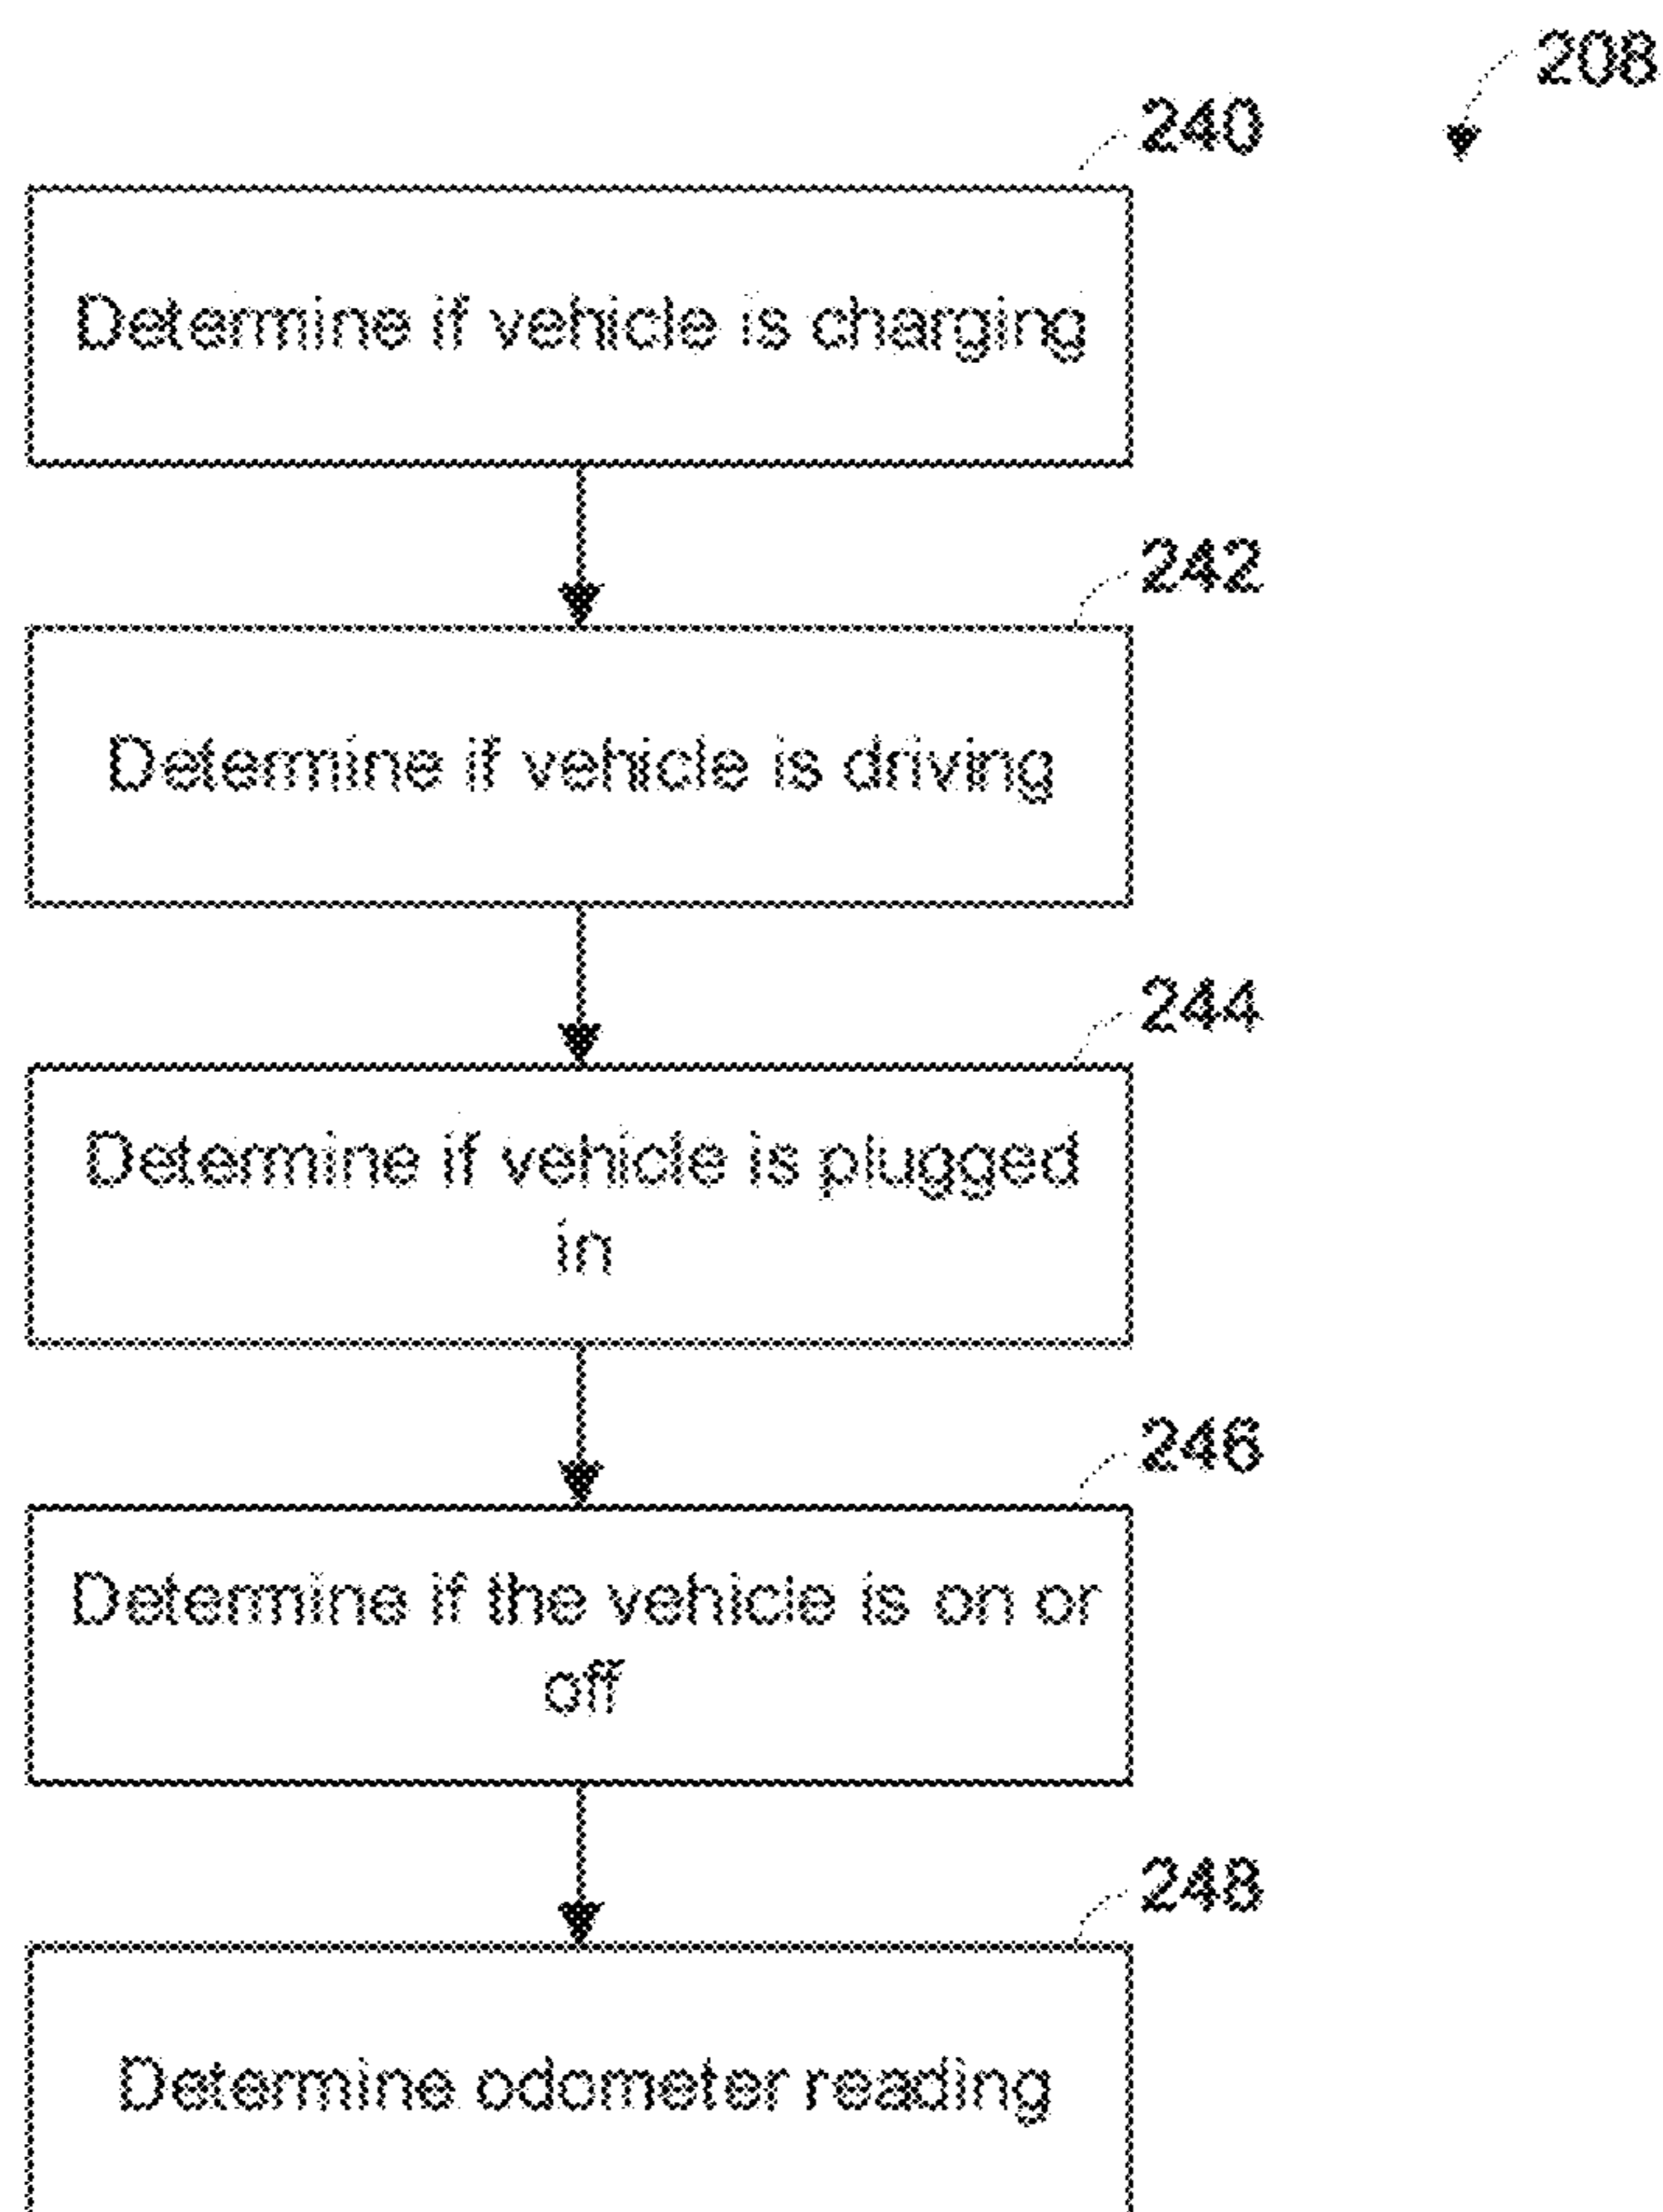 208
240
Determine if vehicle is charging
242
Determine if vehicle is driving
244
Determine if vehicle is plugged
in
246
Determine if the vehicle is on or
off
248
Determine odometer reading